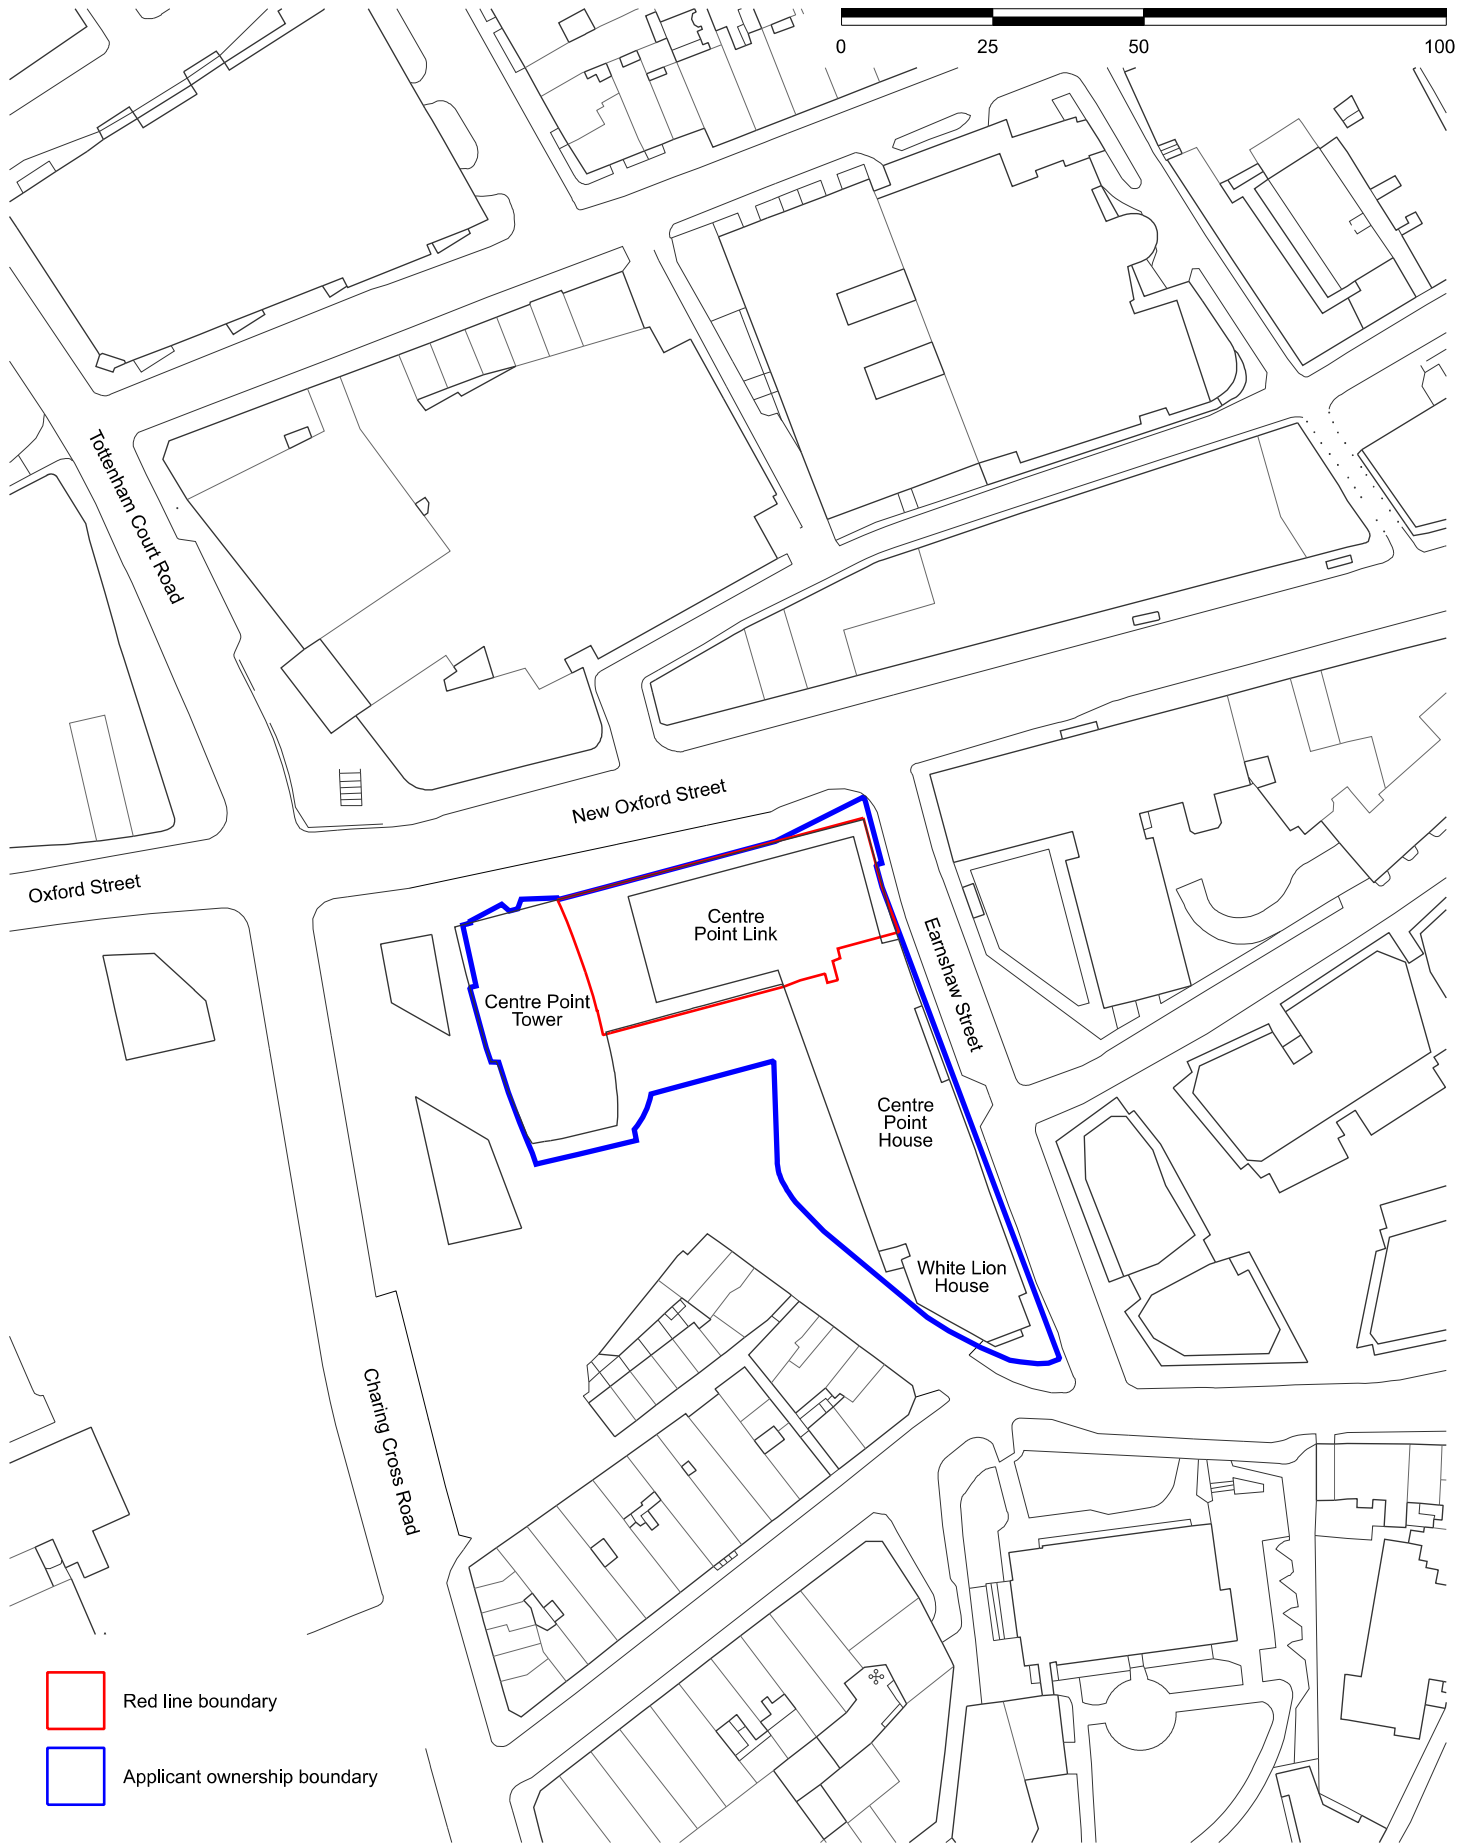 0 25 50 100
Tottenham Court Road
New Oxford Street
Oxford Street
Centre
Point Link
Earnshaw Street
Centre Point
Tower
Centre
Point
House
White Lion
House
Charing Cross Road
Red line boundary
Applicant ownership boundary